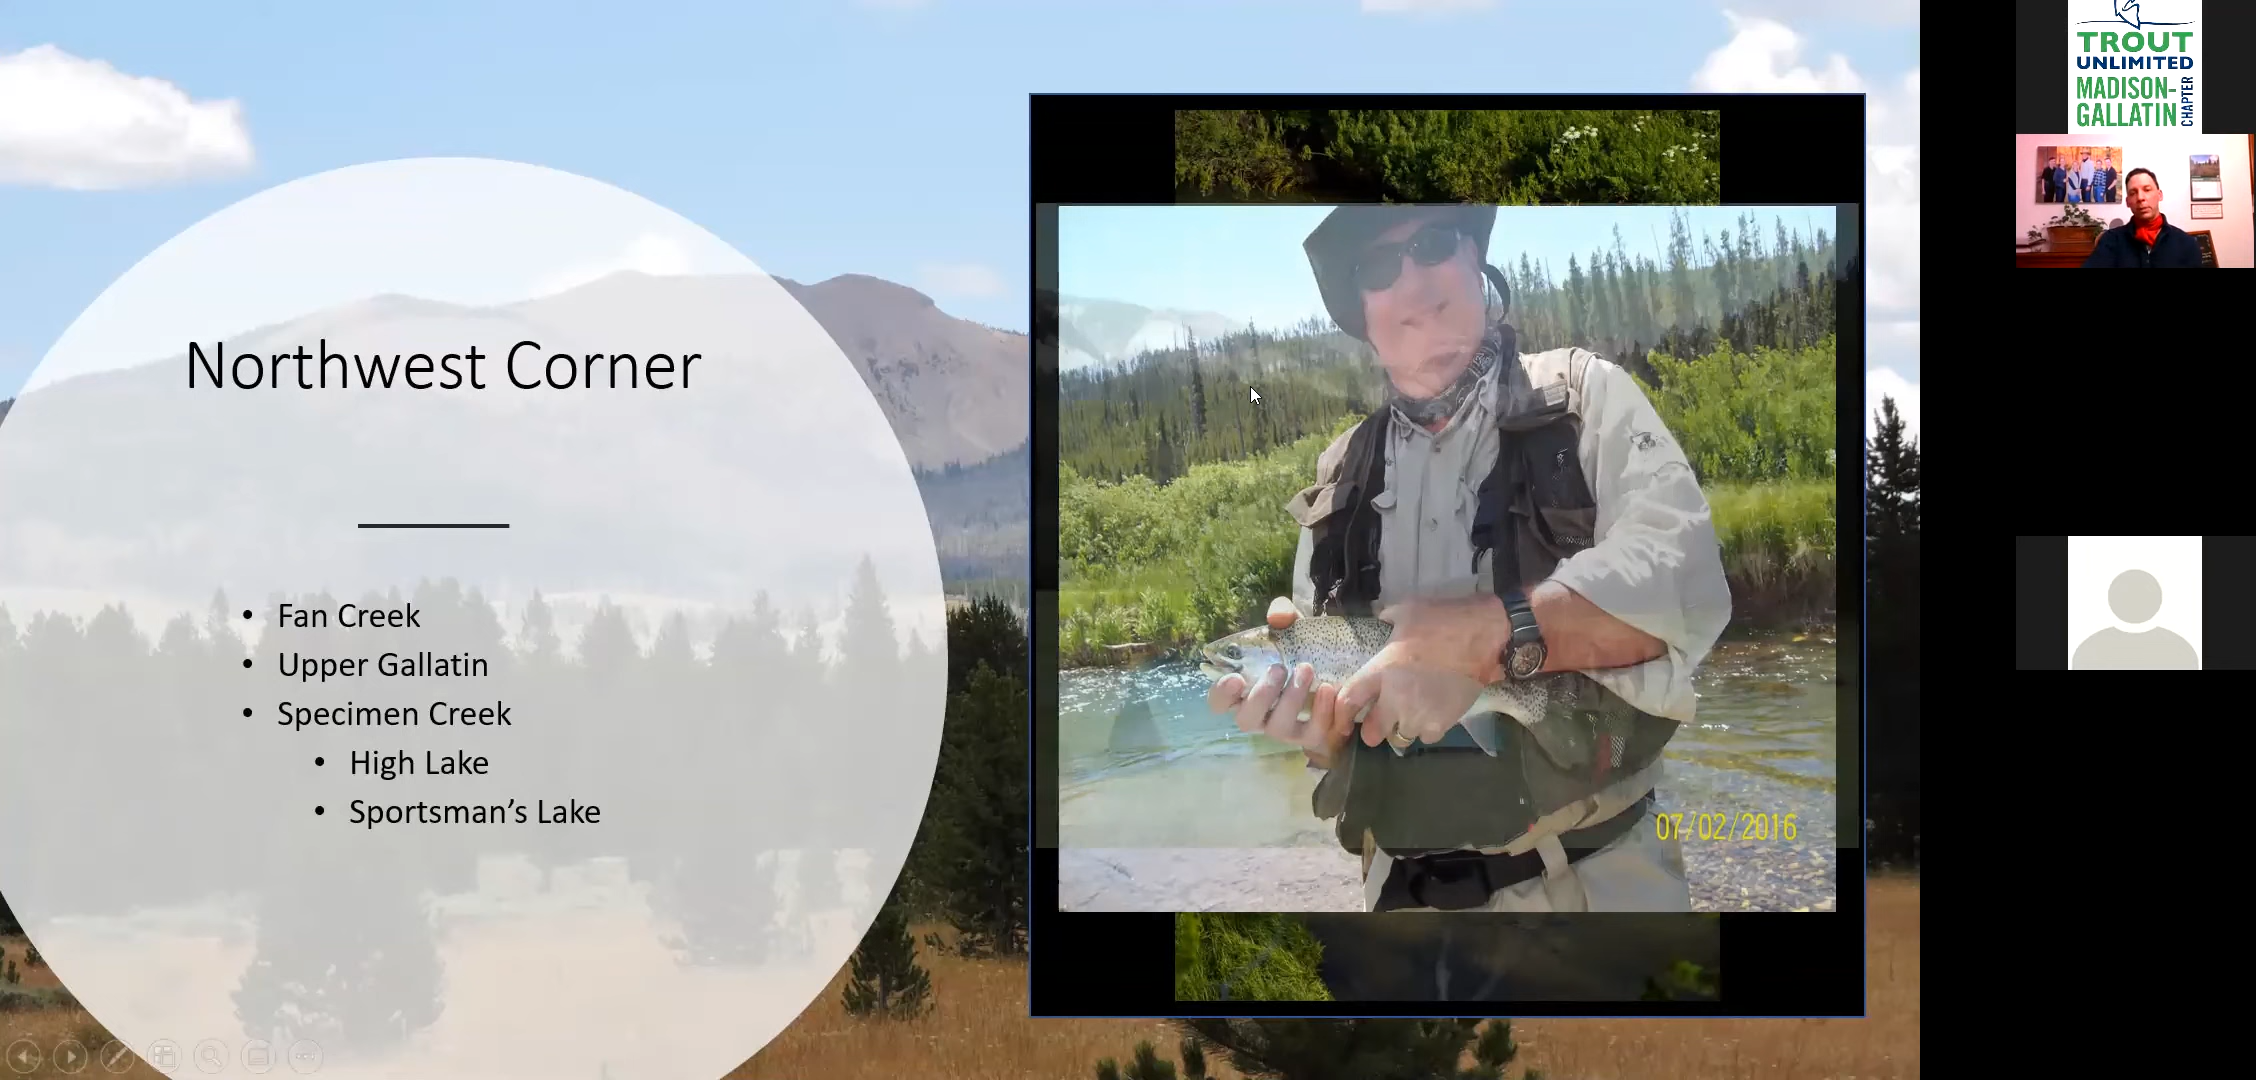 Northwest Corner
• Fan Creek
• Upper Gallatin
• Specimen Creek
• High Lake
• Sportsman’s Lake
07/02/2016
TROUT
UNLIMITED
MADISON-
GALLATIN
CHAPTER